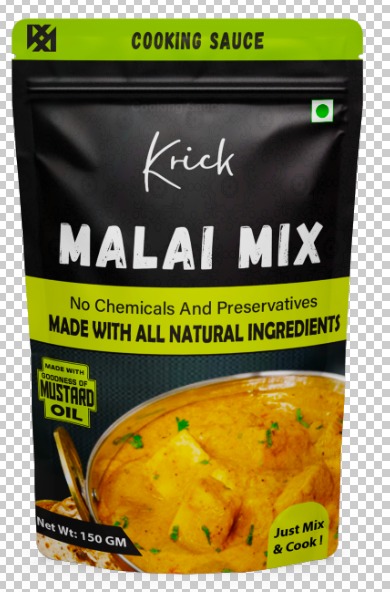 COOKING SAUCE
Krick
MALAI MIX
No Chemicals And Preservatives
MADE WITH ALL NATURAL INGREDIENTS
MADE WITH
GOODNESS OF
MUSTARD
OIL
Net Wt: 150 GM
Just Mix
& Cook !